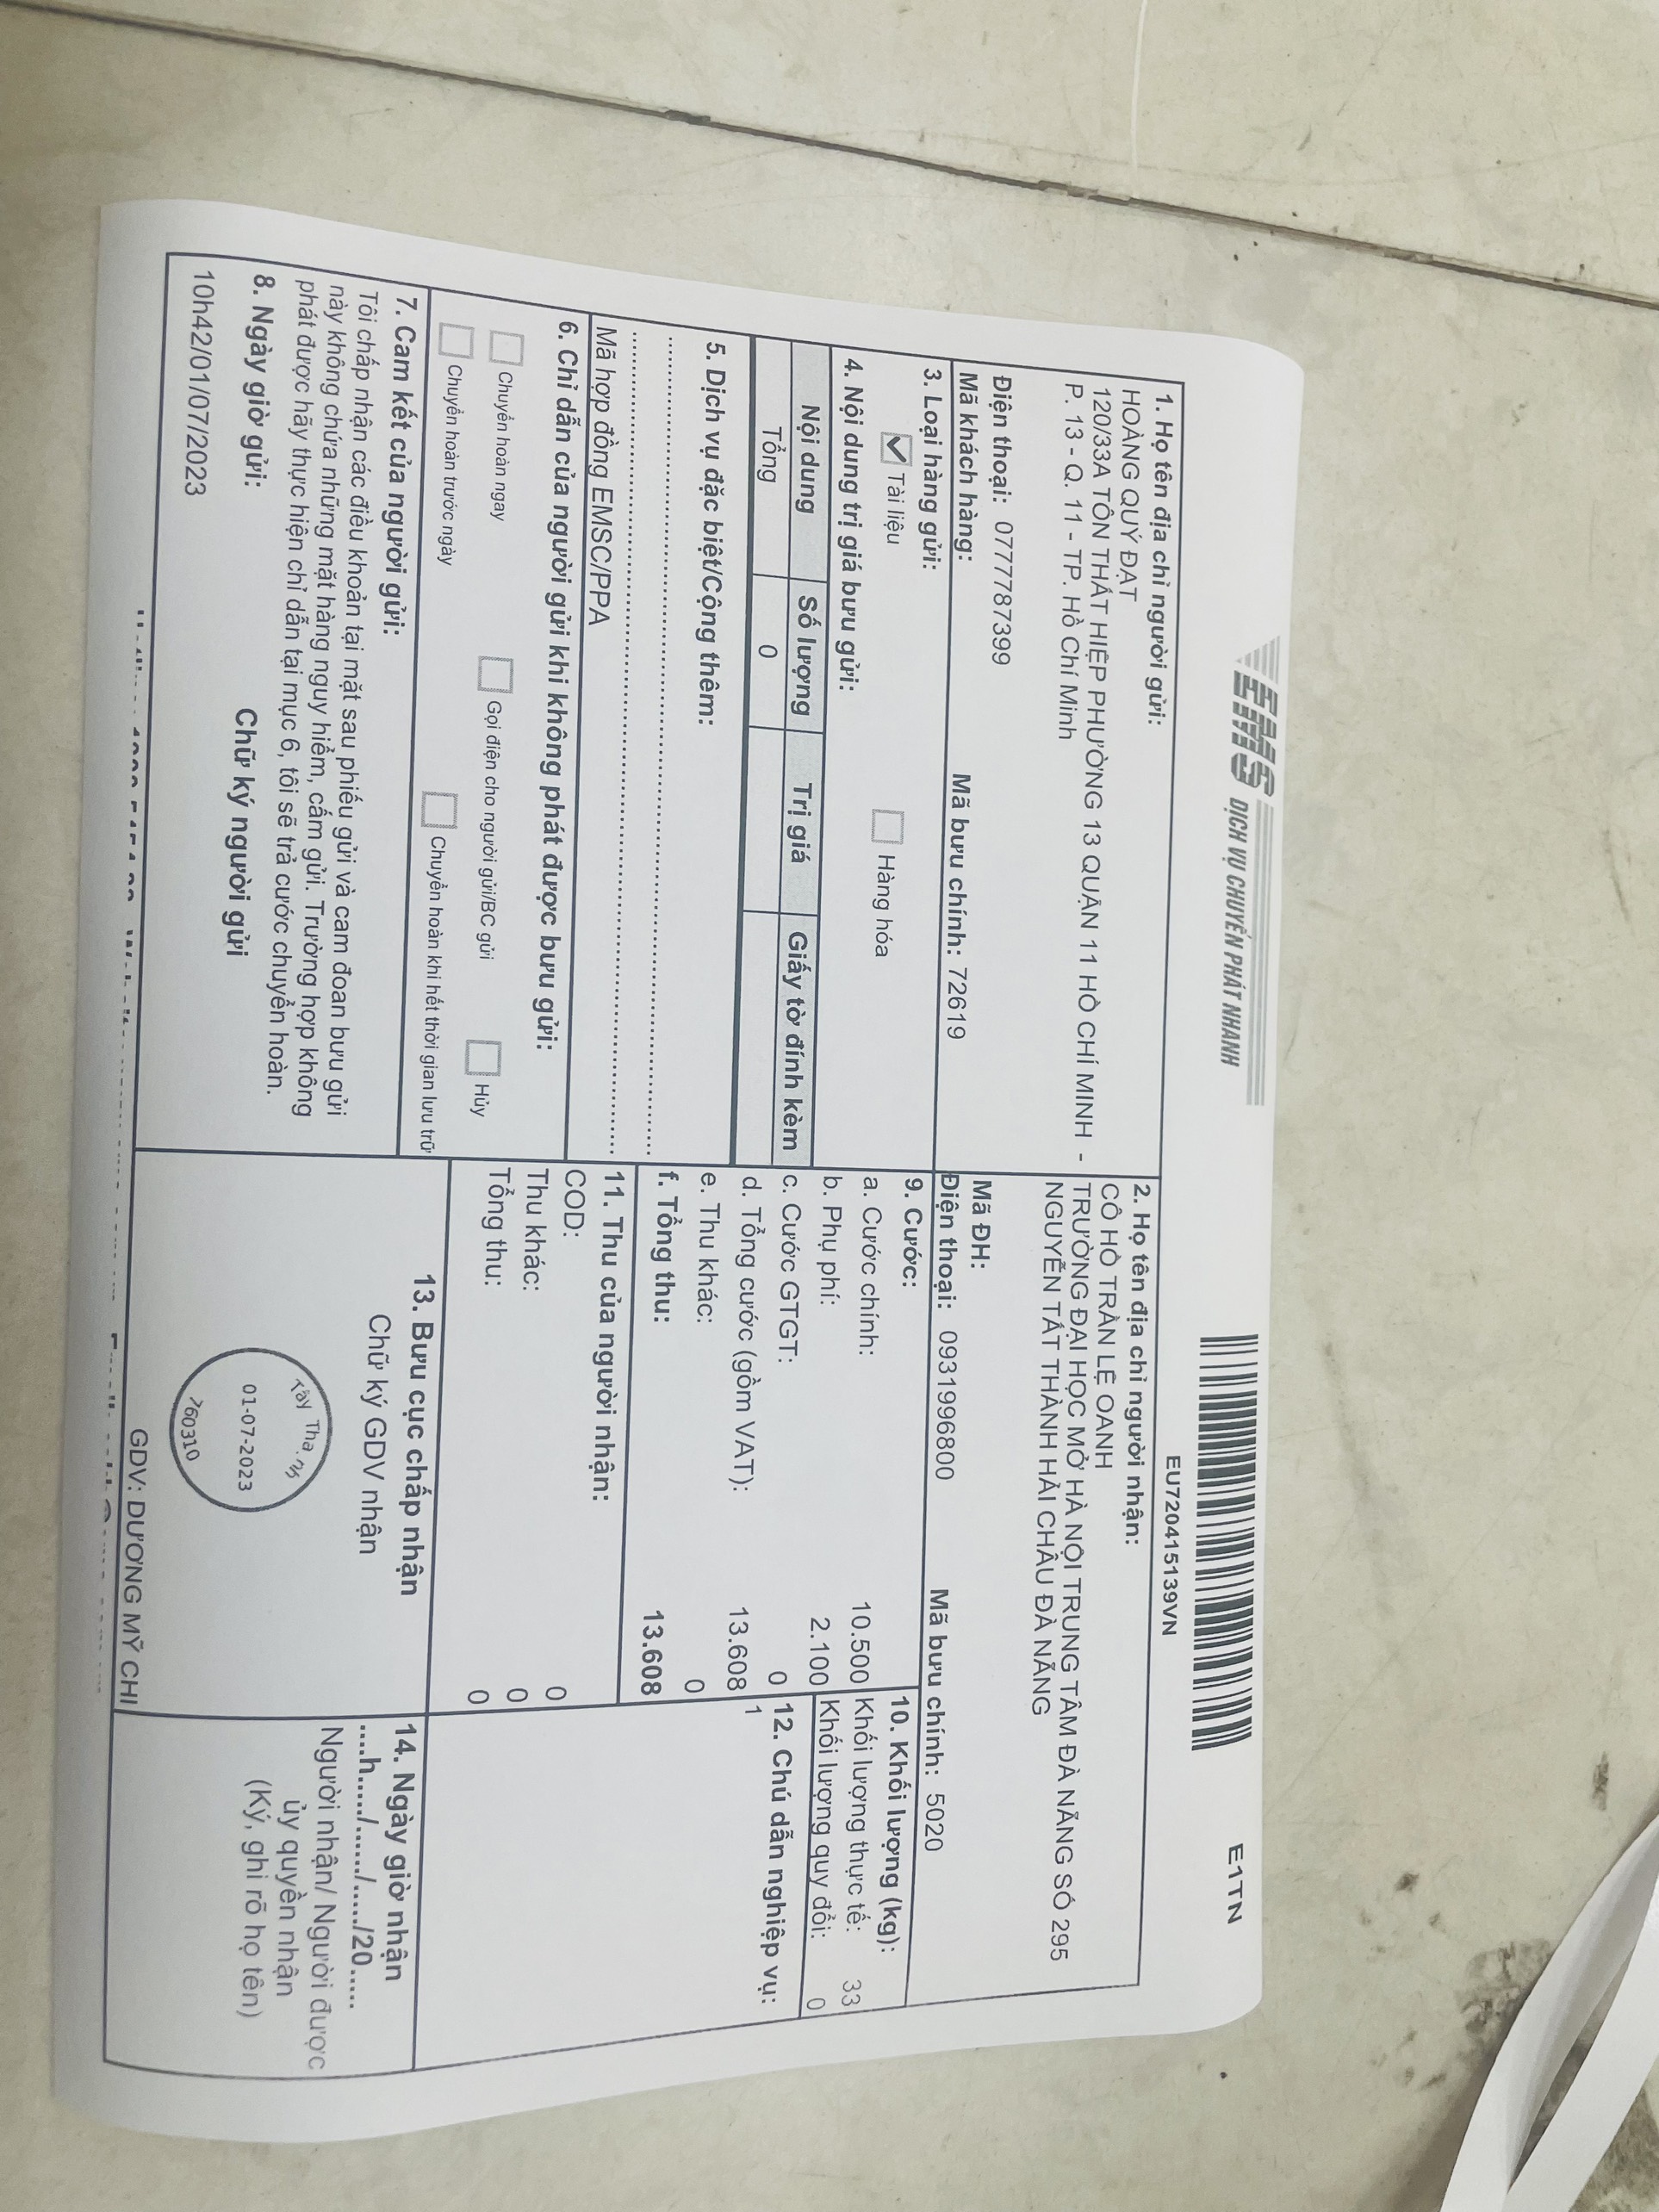 EMS DỊCH VỤ CHUYỂN PHÁT NHANH
E1TN
EU720415139VN
1. Họ tên địa chỉ người gửi:
HOÀNG QUÝ ĐẠT
120/33A TÔN THẤT HIỆP PHƯỜNG 13 QUẬN 11 HỒ CHÍ MINH -
P. 13 - Q. 11 - TP. Hồ Chí Minh
Điện thoại: 0777787399
Mã khách hàng:
Mã bưu chính: 72619
2. Họ tên địa chỉ người nhận:
CÔ HỒ TRẦN LỆ OANH
TRƯỜNG ĐẠI HỌC MỞ HÀ NỘI TRUNG TÂM ĐÀ NẴNG SỐ 295
NGUYỄN TẤT THÀNH HẢI CHÂU ĐÀ NẴNG
Mã ĐH:
Điện thoại: 0931996800
Mã bưu chính: 5020
3. Loại hàng gửi:
Tài liệu
Hàng hóa
4. Nội dung trị giá bưu gửi:
Nội dung Số lượng Trị giá Giấy tờ đính kèm
Tổng 0
5. Dịch vụ đặc biệt/Cộng thêm:
Mã hợp đồng EMSC/PPA
6. Chỉ dẫn của người gửi khi không phát được bưu gửi:
Chuyển hoàn ngay
Gọi điện cho người gửi/BC gửi
Hủy
Chuyển hoàn trước ngày
Chuyển hoàn khi hết thời gian lưu trữ
7. Cam kết của người gửi:
Tôi chấp nhận các điều khoản tại mặt sau phiếu gửi và cam đoan bưu gửi
này không chứa những mặt hàng nguy hiểm, cấm gửi. Trường hợp không
phát được hãy thực hiện chỉ dẫn tại mục 6, tôi sẽ trả cước chuyển hoàn.
8. Ngày giờ gửi:
Chữ ký người gửi
10h42/01/07/2023
9. Cước:
a. Cước chính: 10.500
b. Phụ phí: 2.100
c. Cước GTGT: 0
d. Tổng cước (gồm VAT): 13.608
e. Thu khác: 0
f. Tổng thu: 13.608
10. Khối lượng (kg):
Khối lượng thực tế: 33
Khối lượng quy đổi: 0
11. Thu của người nhận:
COD: 0
Thu khác: 0
Tổng thu: 0
12. Chú dẫn nghiệp vụ:
1
13. Bưu cục chấp nhận
Chữ ký GDV nhận
Tây Tha.nh
01-07-2023
760310
GDV: DƯƠNG MỸ CHI
14. Ngày giờ nhận
....h...../....../...../20.....
Người nhận/ Người được
ủy quyền nhận
(Ký, ghi rõ họ tên)